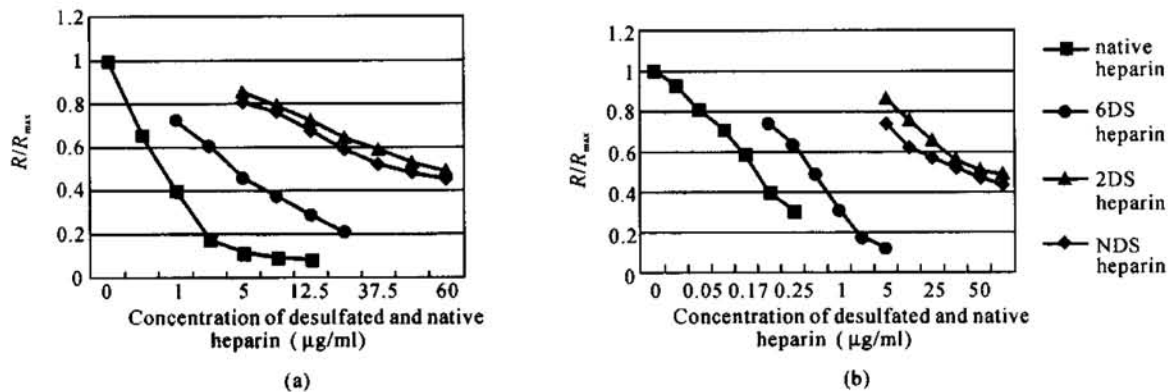 1.2
1
0.8
0.6
0.4
0.2
0
R/Rmax
0 1 5 12.5 37.5 60
Concentration of desulfated and native
heparin ( μg/ml)
(a)
1.2
1
0.8
0.6
0.4
0.2
0
R/Rmax
0 0.05 0.17 0.25 1 5 25 50
Concentration of desulfated and native
heparin ( μg/ml)
(b)
native
heparin
6DS
heparin
2DS
heparin
NDS
heparin